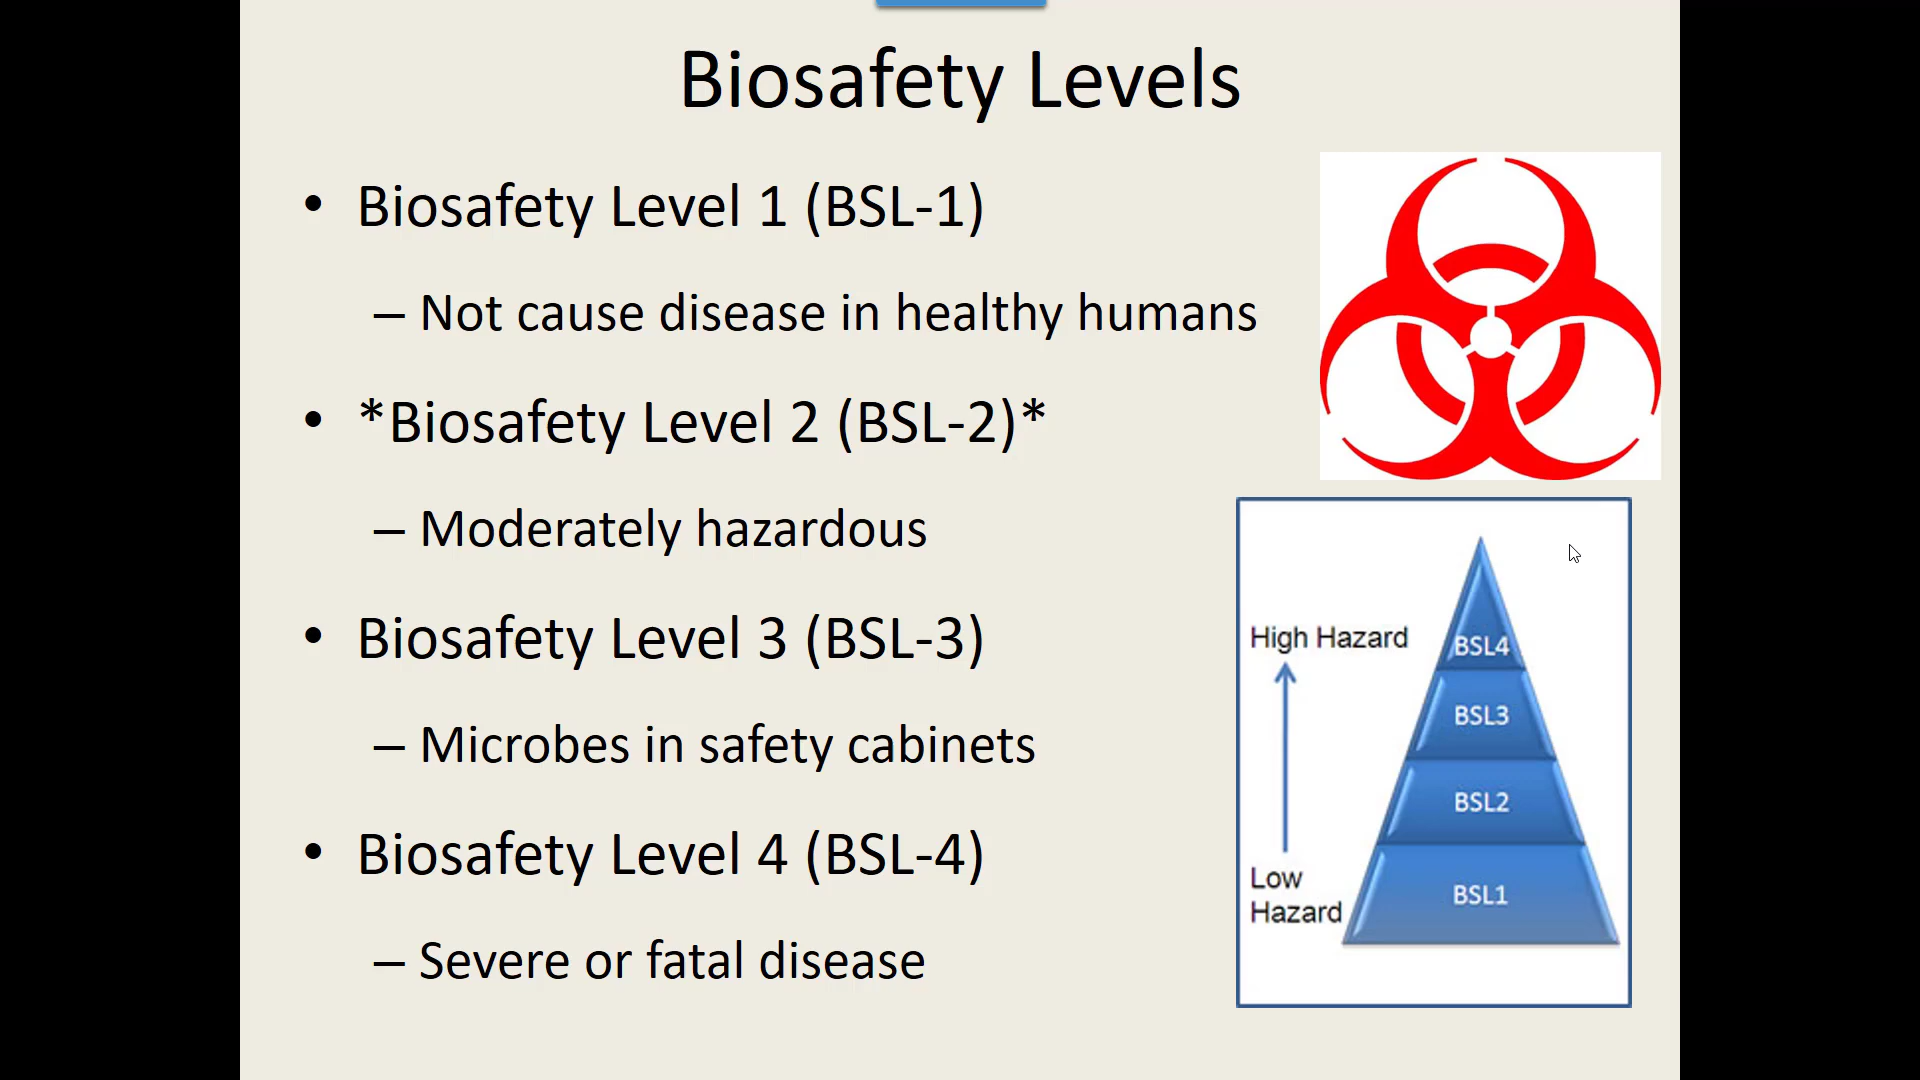 Biosafety Levels
• Biosafety Level 1 (BSL-1)
– Not cause disease in healthy humans
• *Biosafety Level 2 (BSL-2)*
– Moderately hazardous
• Biosafety Level 3 (BSL-3)
– Microbes in safety cabinets
• Biosafety Level 4 (BSL-4)
– Severe or fatal disease
High Hazard
Low
Hazard
BSL4
BSL3
BSL2
BSL1